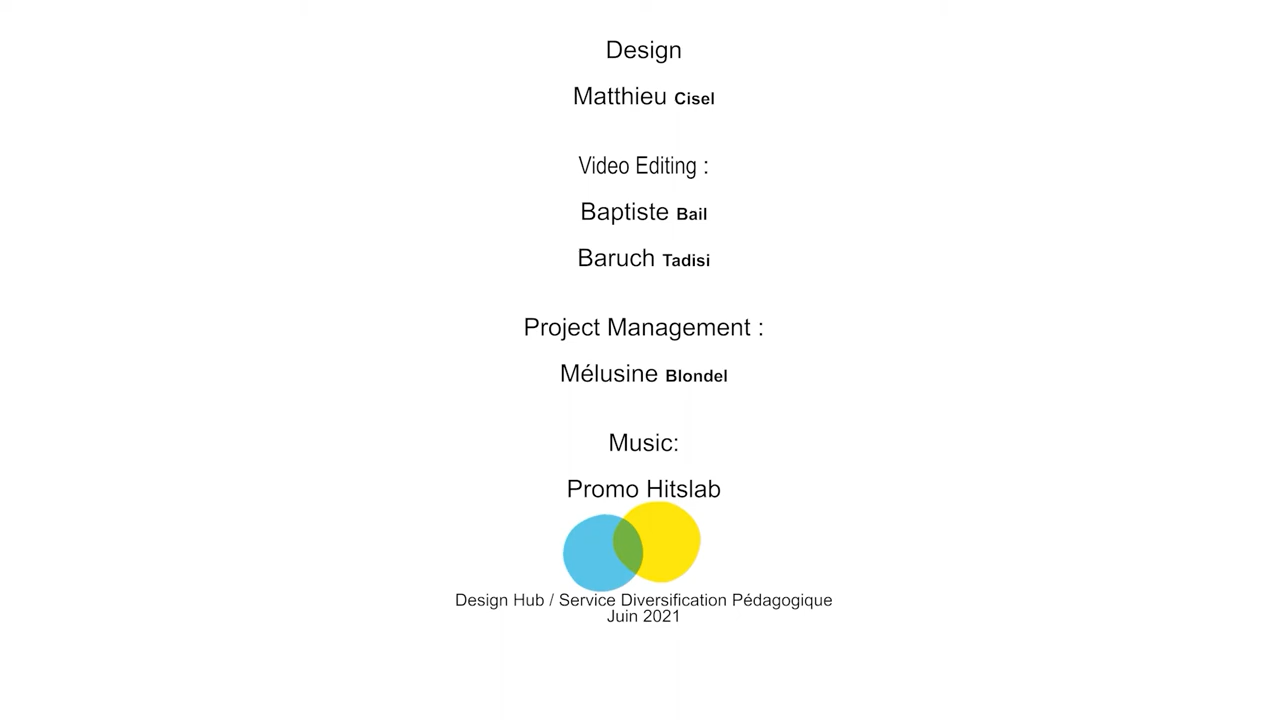 Design
Matthieu Cisel
Video Editing :
Baptiste Bail
Baruch Tadisi
Project Management :
Mélusine Blondel
Music:
Promo Hitslab
Design Hub / Service Diversification Pédagogique
Juin 2021